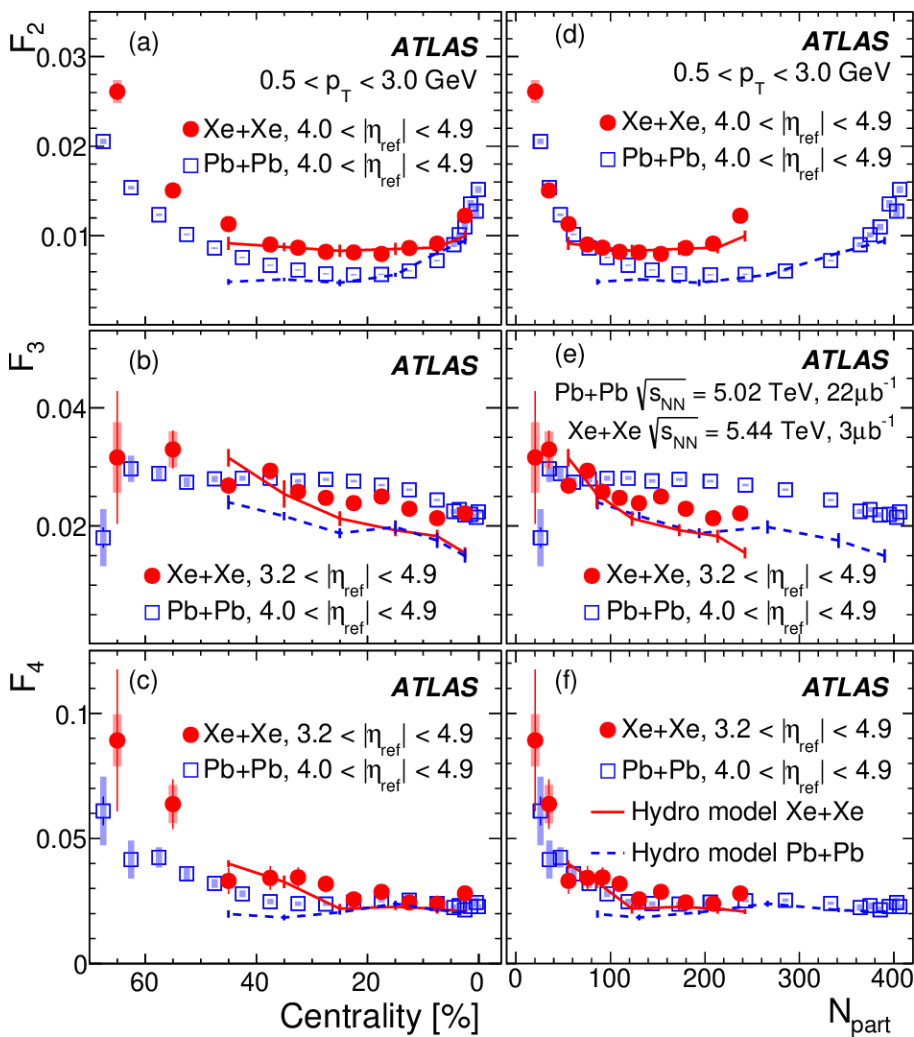 F2
0.03
0.02
0.01
0
(a)
ATLAS
0.5 < pT < 3.0 GeV
Xe+Xe, 4.0 < |ηref| < 4.9
Pb+Pb, 4.0 < |ηref| < 4.9
(d)
ATLAS
0.5 < pT < 3.0 GeV
Xe+Xe, 4.0 < |ηref| < 4.9
Pb+Pb, 4.0 < |ηref| < 4.9
F3
0.04
0.02
0
(b)
ATLAS
Xe+Xe, 3.2 < |ηref| < 4.9
Pb+Pb, 4.0 < |ηref| < 4.9
(e)
ATLAS
Pb+Pb √sNN = 5.02 TeV, 22μb-1
Xe+Xe √sNN = 5.44 TeV, 3μb-1
Xe+Xe, 3.2 < |ηref| < 4.9
Pb+Pb, 4.0 < |ηref| < 4.9
F4
0.1
0.05
0
(c)
ATLAS
Xe+Xe, 3.2 < |ηref| < 4.9
Pb+Pb, 4.0 < |ηref| < 4.9
(f)
ATLAS
Xe+Xe, 3.2 < |ηref| < 4.9
Pb+Pb, 4.0 < |ηref| < 4.9
Hydro model Xe+Xe
Hydro model Pb+Pb
60 40 20 0
Centrality [%]
0 100 200 300 400
Npart